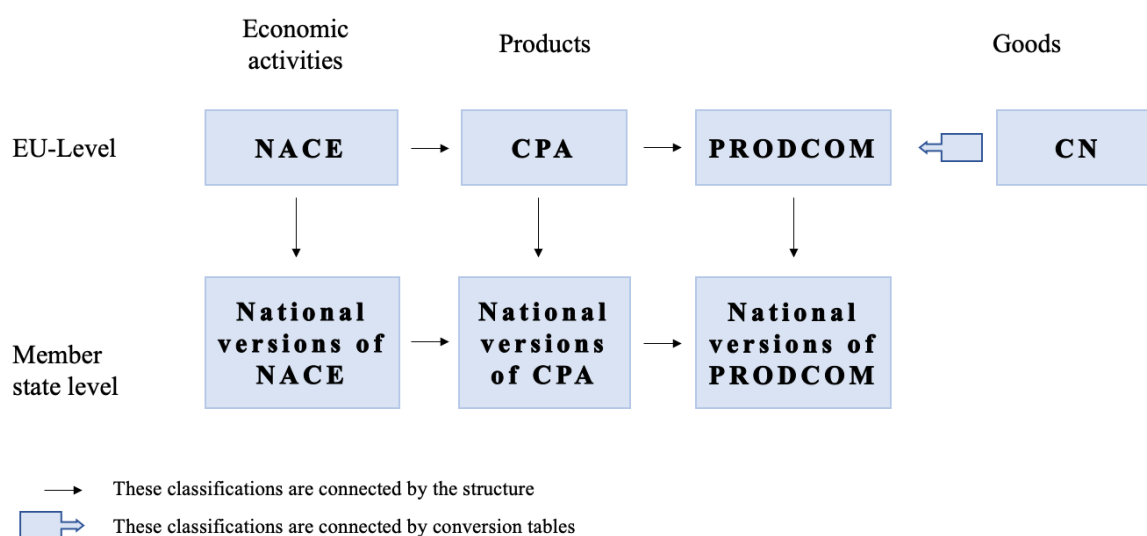 Economic
activities
Products
Goods
EU-Level
NACE
CPA
PRODCOM
CN
Member
state level
National
versions of
NACE
National
versions
of CPA
National
versions of
PRODCOM
These classifications are connected by the structure
These classifications are connected by conversion tables